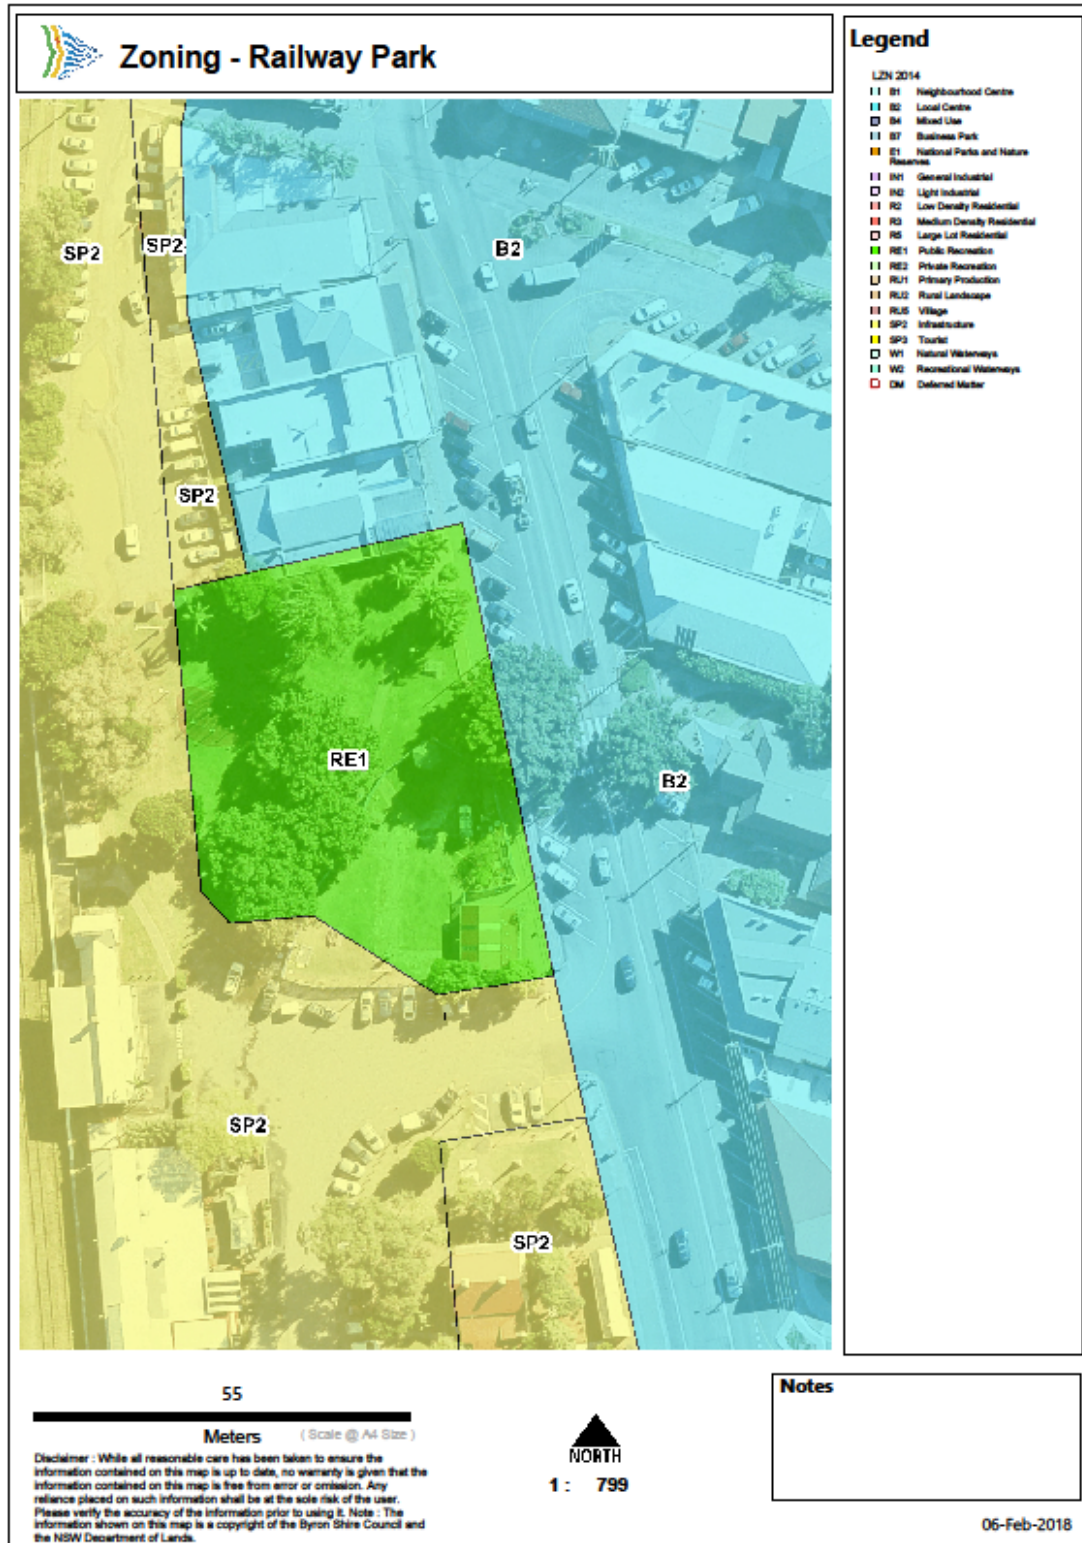 Zoning - Railway Park
SP2
SP2
B2
SP2
RE1
B2
SP2
SP2
Legend
LZN 2014
B1 Neighbourhood Centre
B2 Local Centre
B4 Mixed Use
B7 Business Park
E1 National Parks and Nature
Reserves
IN1 General Industrial
IN2 Light Industrial
R2 Low Density Residential
R3 Medium Density Residential
R5 Large Lot Residential
RE1 Public Recreation
RE2 Private Recreation
RU1 Primary Production
RU2 Rural Landscape
RU5 Village
SP2 Infrastructure
SP3 Tourist
W1 Natural Waterways
W2 Recreational Waterways
DM Deferred Matter
55
Meters ( Scale @ A4 Size )
Disclaimer : While all reasonable care has been taken to ensure the
information contained on this map is up to date, no warranty is given that the
information contained on this map is free from error or omission. Any
reliance placed on such information shall be at the sole risk of the user.
Please verify the accuracy of the information prior to using it. Note : The
information shown on this map is a copyright of the Byron Shire Council and
the NSW Department of Lands.
NORTH
1 : 799
Notes
06-Feb-2018